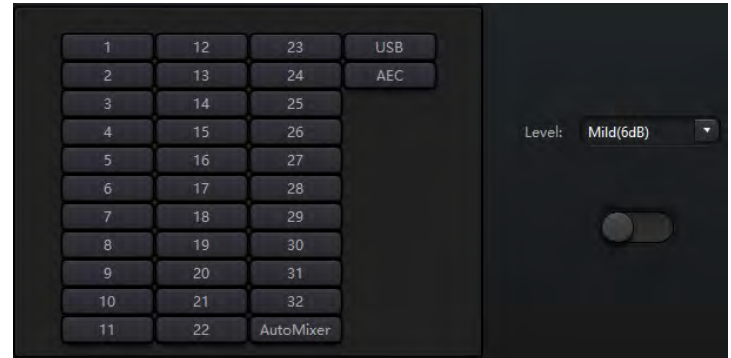 1 12 23 USB
2 13 24 AEC
3 14 25
4 15 26
Level: Mild(6dB)
5 16 27
6 17 28
7 18 29
8 19 30
9 20 31
10 21 32
11 22 AutoMixer